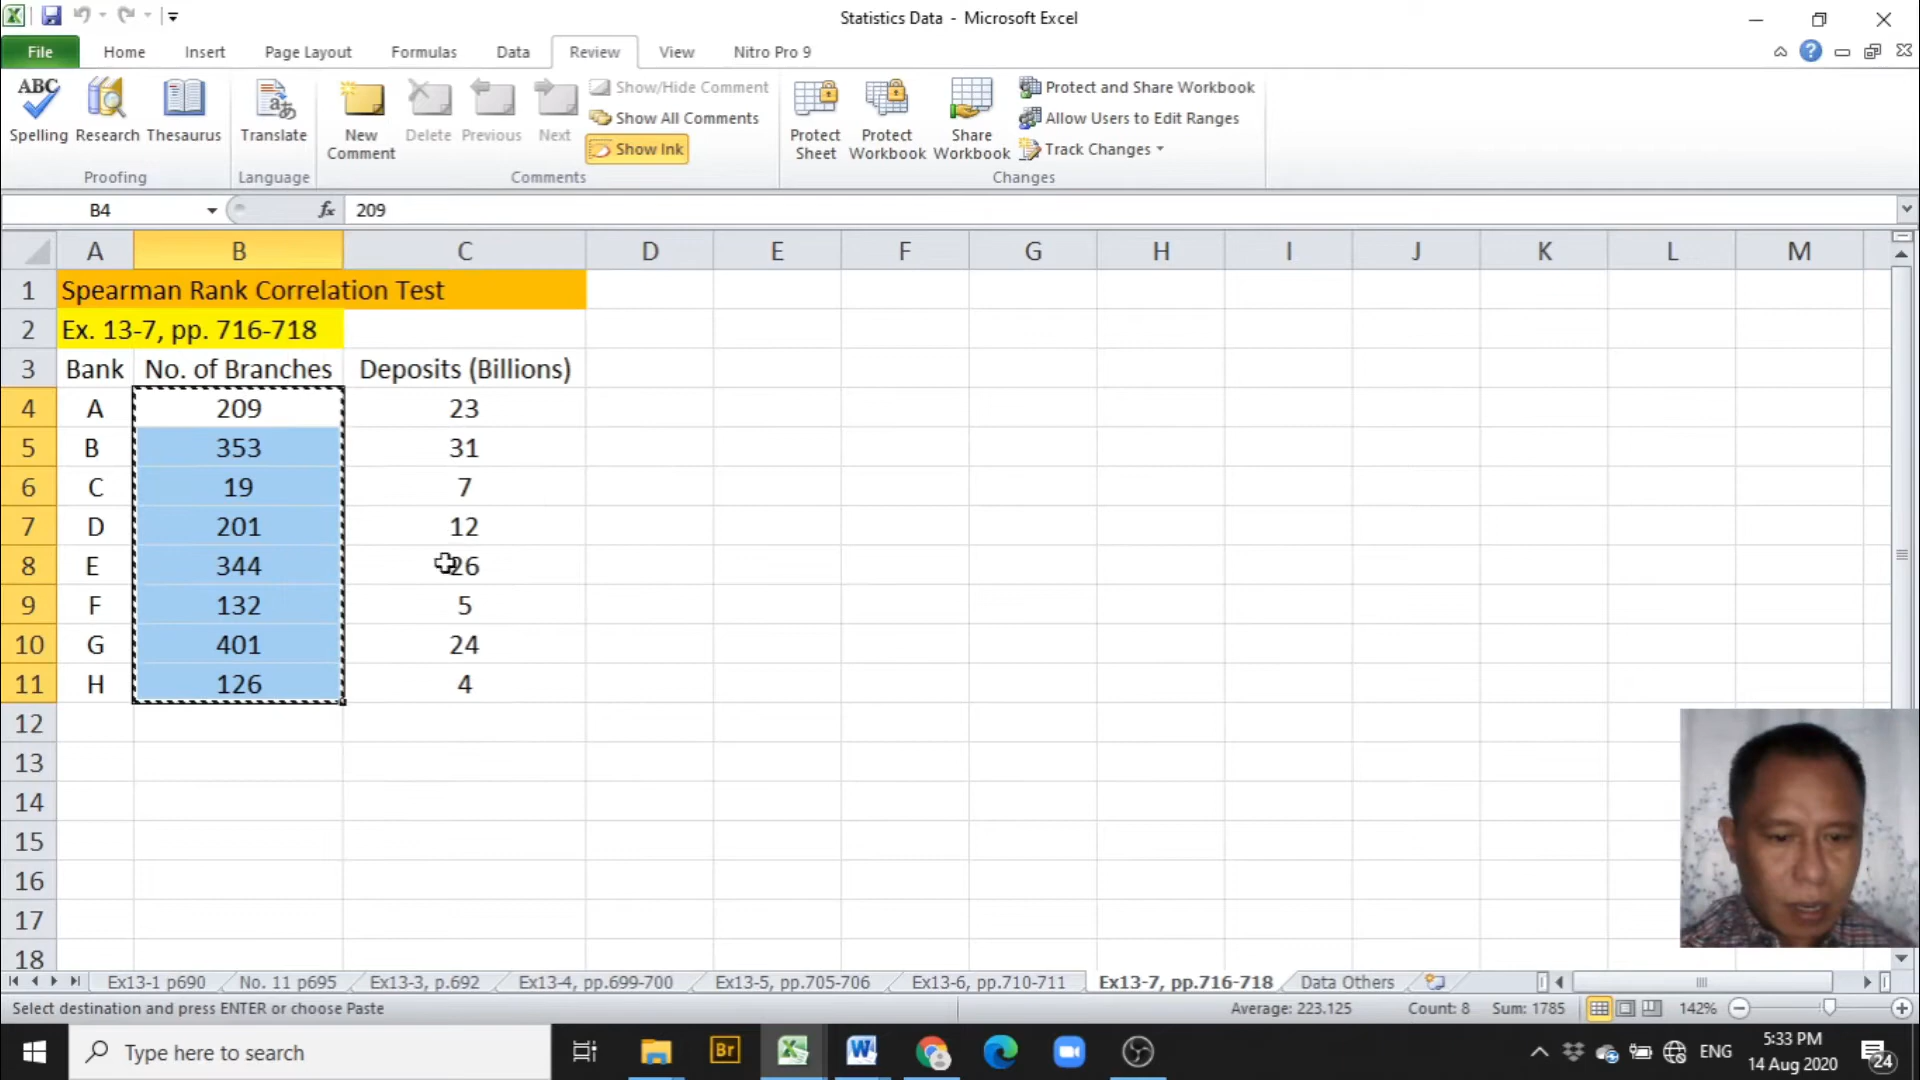 Statistics Data - Microsoft Excel
File Home Insert Page Layout Formulas Data Review View Nitro Pro 9
ABC
Spelling Research Thesaurus Translate New Comment Delete Previous Next Show/Hide Comment
Show All Comments
Show Ink
Protect Sheet Protect Workbook Share Workbook Protect and Share Workbook
Allow Users to Edit Ranges
Track Changes
Proofing Language Comments Changes
B4 fx 209
A B C D E F G H I J K L M
1 Spearman Rank Correlation Test
2 Ex. 13-7, pp. 716-718
3 Bank No. of Branches Deposits (Billions)
4 A 209 23
5 B 353 31
6 C 19 7
7 D 201 12
8 E 344 26
9 F 132 5
10 G 401 24
11 H 126 4
12
13
14
15
16
17
18
Ex13-1 p690 No. 11 p695 Ex13-3, p.692 Ex13-4, pp.699-700 Ex13-5, pp.705-706 Ex13-6, pp.710-711 Ex13-7, pp.716-718 Data Others
Select destination and press ENTER or choose Paste Average: 223.125 Count: 8 Sum: 1785 142%
Type here to search Br ENG 5:33 PM
14 Aug 2020 24